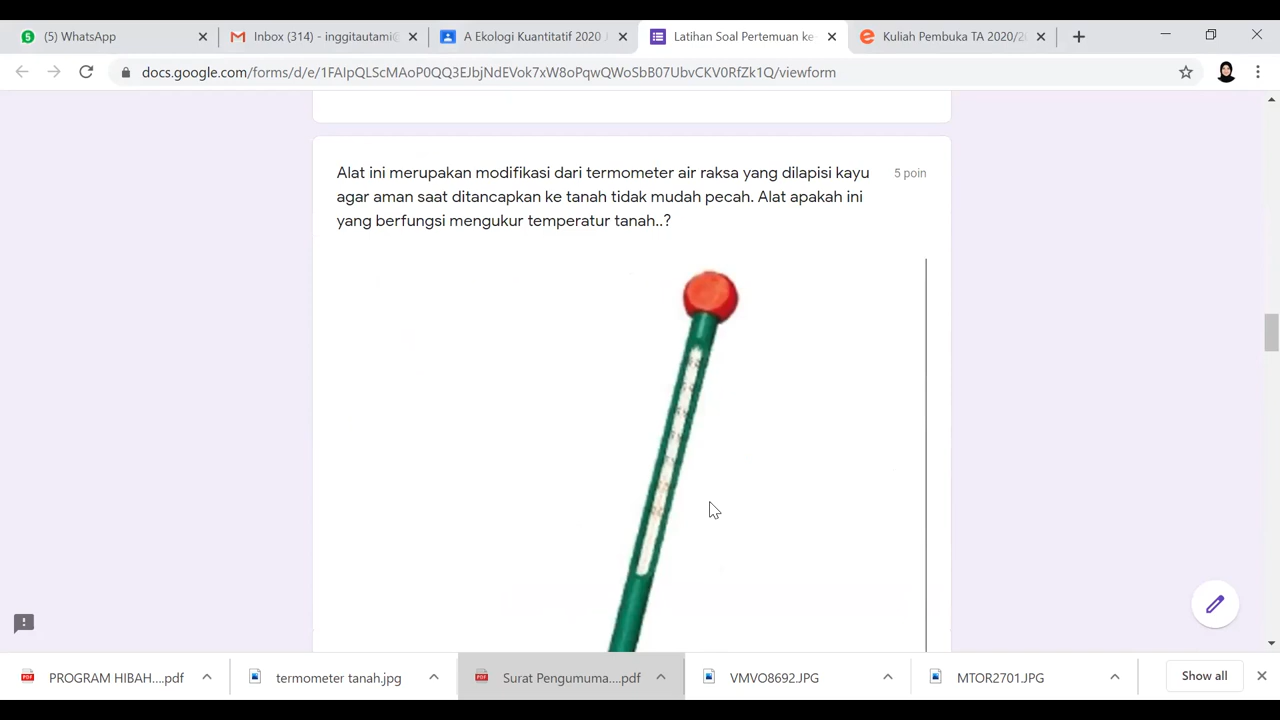 (5) WhatsApp
Inbox (314) - inggitautami@
A Ekologi Kuantitatif 2020
Latihan Soal Pertemuan ke-
Kuliah Pembuka TA 2020/2
docs.google.com/forms/d/e/1FAIpQLScMAoP0QQ3EJbjNdEVok7xW8oPqwQWoSbB07UbvCKV0RfZk1Q/viewform
Alat ini merupakan modifikasi dari termometer air raksa yang dilapisi kayu
5 poin
agar aman saat ditancapkan ke tanah tidak mudah pecah. Alat apakah ini
yang berfungsi mengukur temperatur tanah..?
PROGRAM HIBAH....pdf
termometer tanah.jpg
Surat Pengumuma....pdf
VMVO8692.JPG
MTOR2701.JPG
Show all